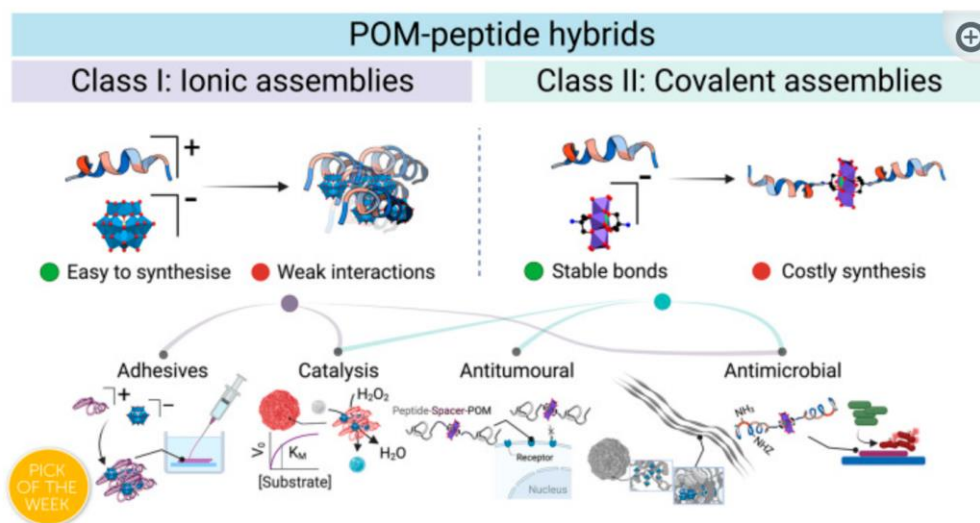 POM-peptide hybrids
Class I: Ionic assemblies
Class II: Covalent assemblies
+
−
−
Easy to synthesise
Weak interactions
Stable bonds
Costly synthesis
Adhesives
Catalysis
Antitumoural
Antimicrobial
+
−
H₂O₂
H₂O
V₀
Kₘ
[Substrate]
Peptide-Spacer-POM
Receptor
Nucleus
NH₃
NH2
PICK
OF THE
WEEK